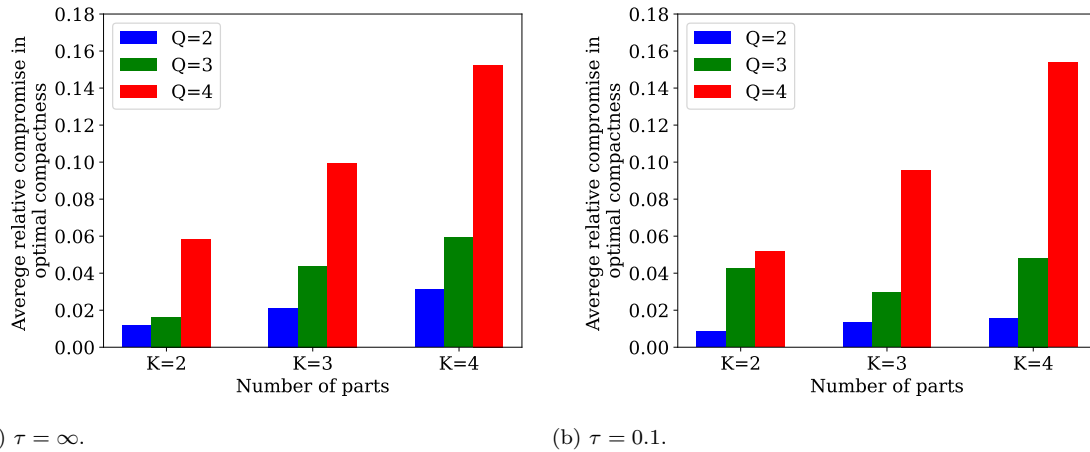 0.18
0.16
0.14
0.12
0.10
0.08
0.06
0.04
0.02
0.00
Averege relative compromise in
optimal compactness
Q=2
Q=3
Q=4
K=2 K=3 K=4
Number of parts
) τ = ∞.
0.18
0.16
0.14
0.12
0.10
0.08
0.06
0.04
0.02
0.00
Averege relative compromise in
optimal compactness
Q=2
Q=3
Q=4
K=2 K=3 K=4
Number of parts
(b) τ = 0.1.